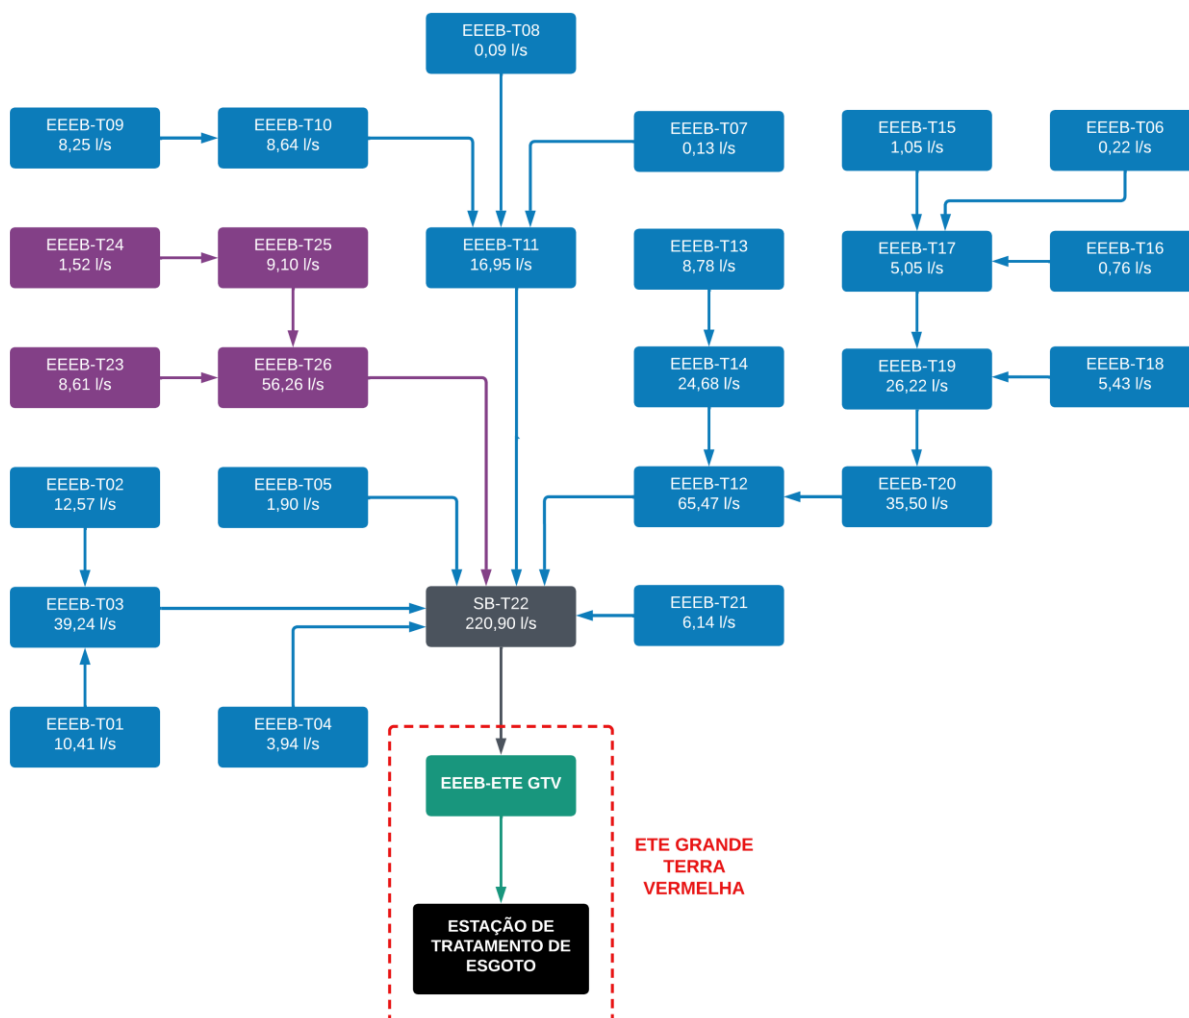 EEEB-T08
0,09 l/s
EEEB-T09
8,25 l/s
EEEB-T10
8,64 l/s
EEEB-T07
0,13 l/s
EEEB-T15
1,05 l/s
EEEB-T06
0,22 l/s
EEEB-T24
1,52 l/s
EEEB-T25
9,10 l/s
EEEB-T11
16,95 l/s
EEEB-T13
8,78 l/s
EEEB-T17
5,05 l/s
EEEB-T16
0,76 l/s
EEEB-T23
8,61 l/s
EEEB-T26
56,26 l/s
EEEB-T14
24,68 l/s
EEEB-T19
26,22 l/s
EEEB-T18
5,43 l/s
EEEB-T02
12,57 l/s
EEEB-T05
1,90 l/s
EEEB-T12
65,47 l/s
EEEB-T20
35,50 l/s
EEEB-T03
39,24 l/s
SB-T22
220,90 l/s
EEEB-T21
6,14 l/s
EEEB-T01
10,41 l/s
EEEB-T04
3,94 l/s
EEEB-ETE GTV
ETE GRANDE
TERRA
VERMELHA
ESTAÇÃO DE
TRATAMENTO DE
ESGOTO